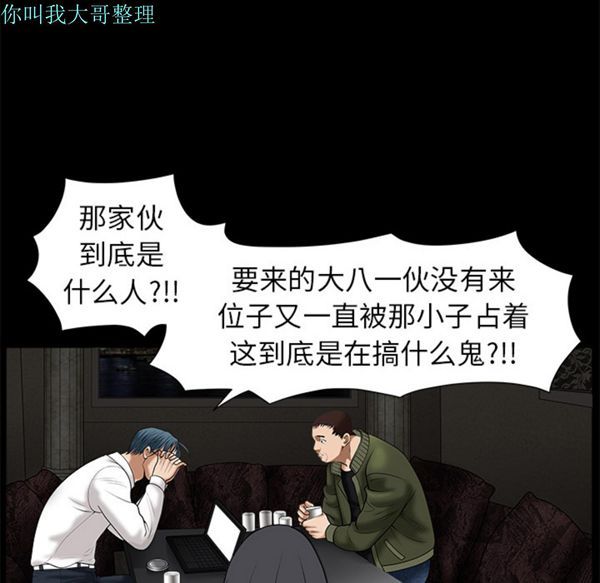 你叫我大哥整理
那家伙
到底是
什么人?!!
要来的大八一伙没有来
位子又一直被那小子占着
这到底是在搞什么鬼?!!